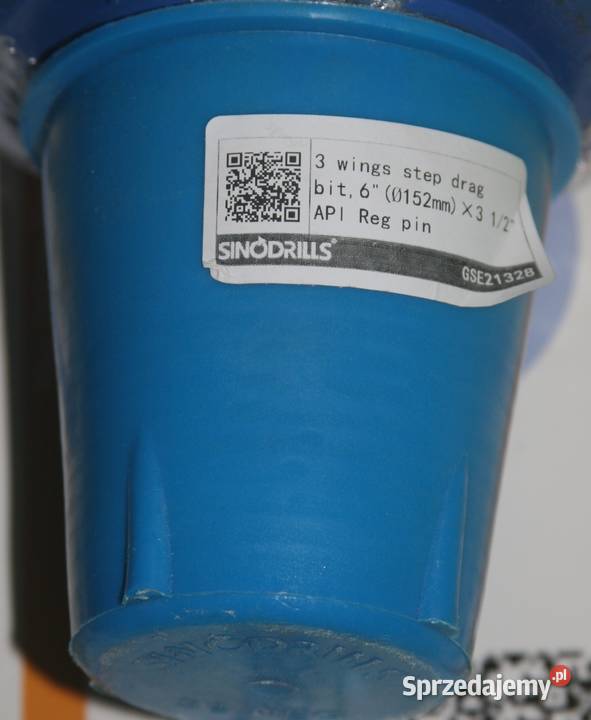 3 wings step drag
bit, 6" (Ø152mm) X 3 1/2"
API Reg pin
SINODRILLS®
GSE21328
Sprzedajemy.pl